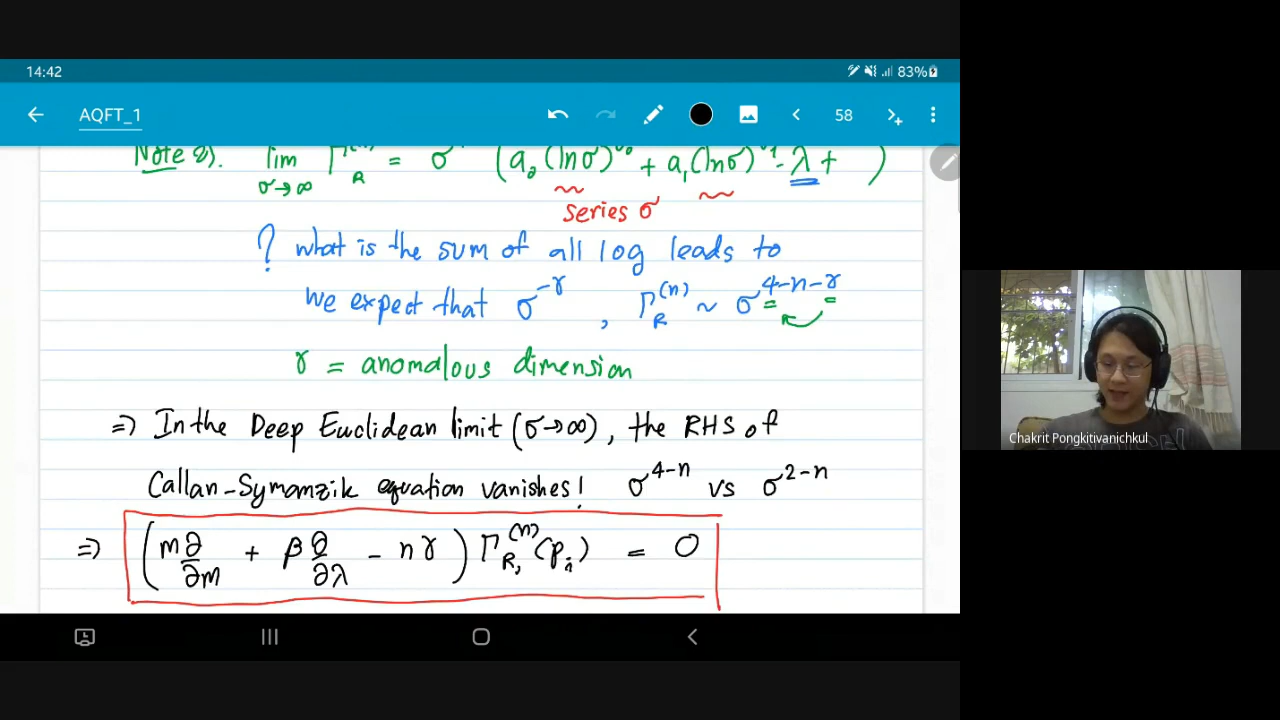 14:42 83%
AQFT_1 58
Note 2). lim Γ_R^(n) = σ (a₀(lnσ) + a₁(lnσ) - λ + )
σ→∞
series σ
? what is the sum of all log leads to
we expect that σ^-γ , Γ_R^(n) ~ σ^4-n-γ
γ = anomalous dimension
⇒ In the Deep Euclidean limit (σ→∞), the RHS of
Callan-Symanzik equation vanishes! σ^4-n vs σ^2-n
⇒ (m∂/∂m + β∂/∂λ - nγ) Γ_R,^(n)(p_i) = 0
Chakrit Pongkitivanichkul